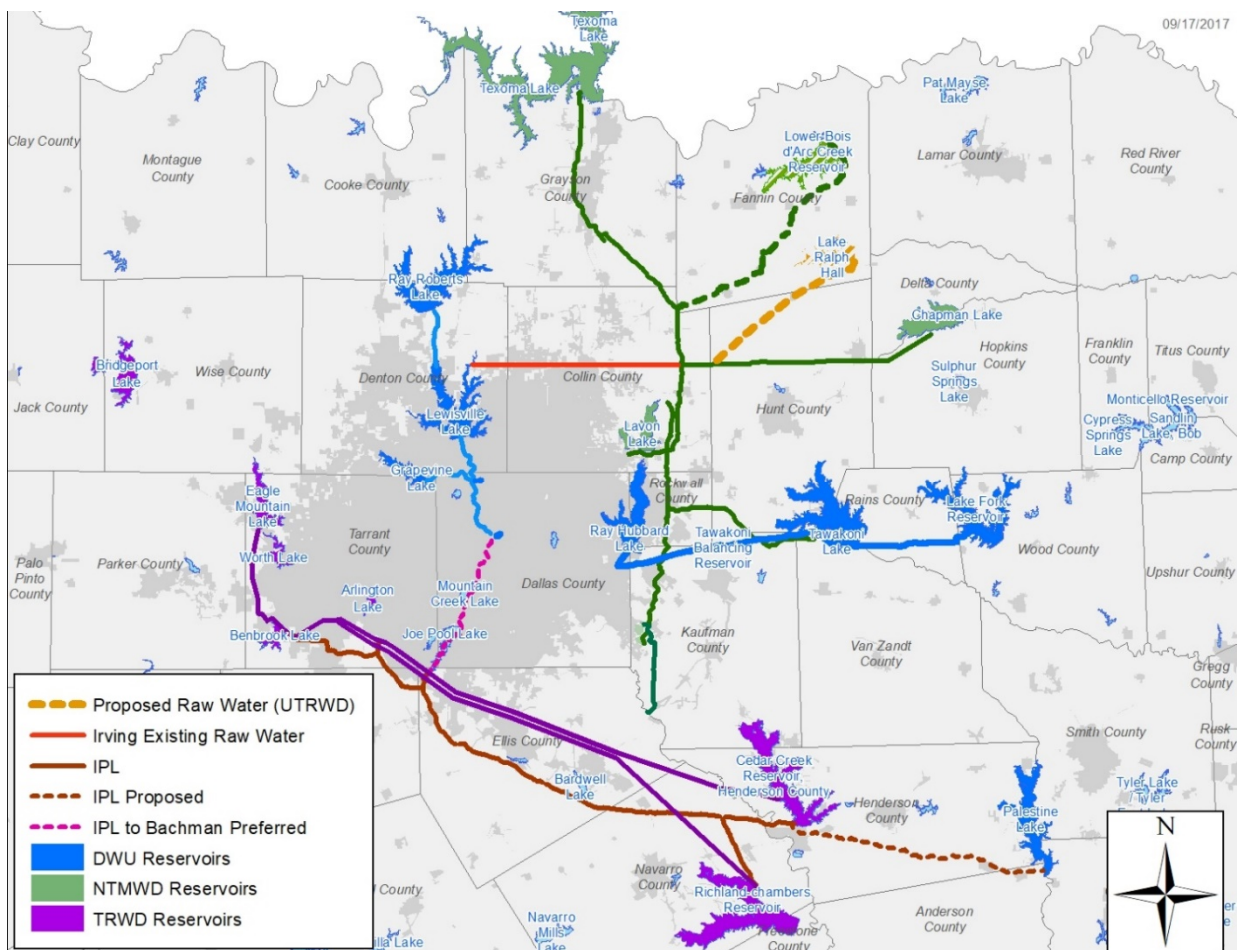 Texoma
Lake
09/17/2017
Texoma Lake
Pat Mayse
Lake
Clay County
Montague
County
Cooke County
Grayson
County
Lower Bois
d'Arc Creek
Reservoir
Fannin County
Lamar County
Red River
County
Lake
Ralph
Hall
Ray Roberts
Lake
Delta County
Chapman Lake
Bridgeport
Lake
Wise County
Denton County
Collin County
Hopkins
County
Franklin
County
Titus County
Sulphur
Springs
Lake
Jack County
Lewisville
Lake
Lavon
Lake
Hunt County
Monticello Reservoir
Cypress
Springs
Lake
Sandlin
Lake, Bob
Camp County
Grapevine
Lake
Eagle
Mountain
Lake
Rockwall
County
Rains County
Lake Fork
Reservoir
Tarrant
County
Ray Hubbard
Lake
Tawakoni
Balancing
Reservoir
Tawakoni
Lake
Wood County
Worth Lake
Palo
Pinto
County
Parker County
Upshur County
Arlington
Lake
Mountain
Creek Lake
Dallas County
Benbrook Lake
Joe Pool Lake
Kaufman
County
Van Zandt
County
Gregg
County
Proposed Raw Water (UTRWD)
Irving Existing Raw Water
IPL
IPL Proposed
IPL to Bachman Preferred
DWU Reservoirs
NTMWD Reservoirs
TRWD Reservoirs
Ellis County
Bardwell
Lake
Cedar Creek
Reservoir,
Henderson County
Henderson
County
Smith County
Rusk
County
Tyler Lake
/ Tyler
Palestine
Lake
N
Navarro
County
Richland-chambers
Reservoir
County
Anderson
County
Navarro
Mills
Lake
Lake